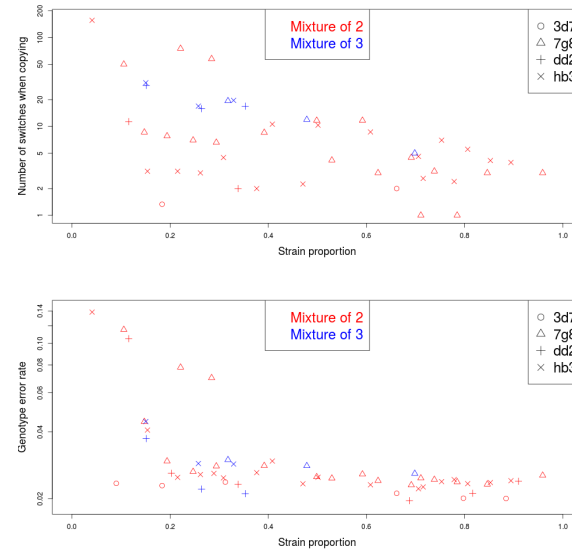 Number of switches when copying
200
100
50
20
10
5
2
1
Mixture of 2
Mixture of 3
3d7
7g8
dd2
hb3
0.0 0.2 0.4 0.6 0.8 1.0
Strain proportion
Genotype error rate
0.14
0.10
0.08
0.06
0.04
0.02
Mixture of 2
Mixture of 3
3d7
7g8
dd2
hb3
0.0 0.2 0.4 0.6 0.8 1.0
Strain proportion